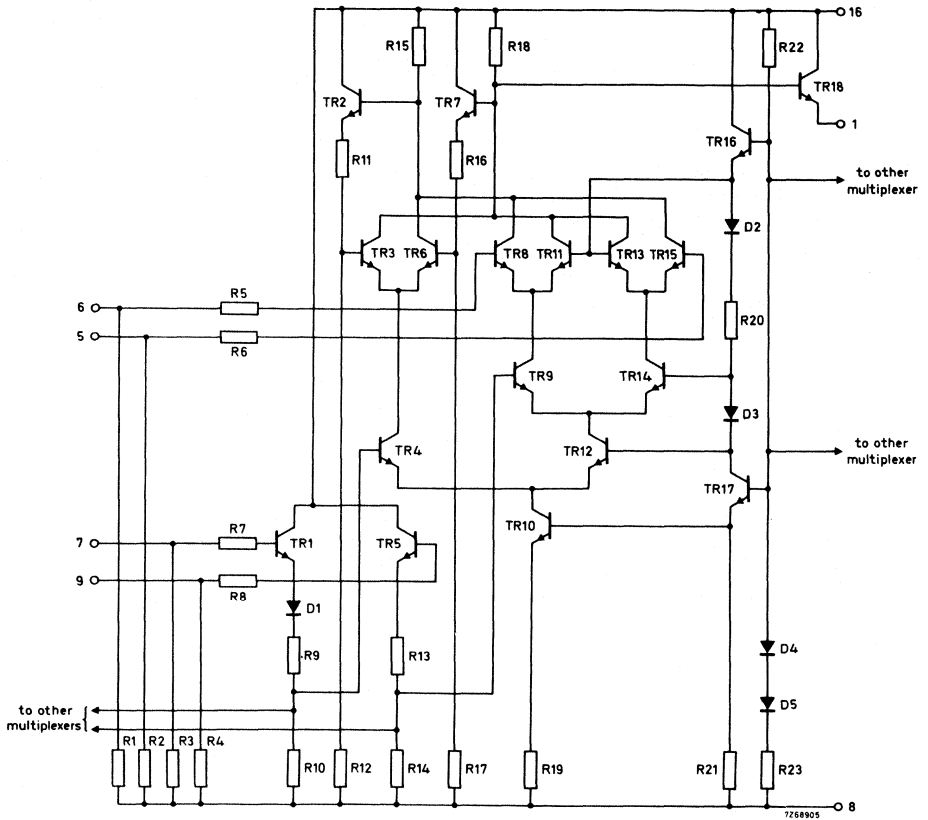 16
R15
R18
R22
TR2
TR7
TR18
1
TR16
R11
R16
to other
multiplexer
D2
TR3
TR6
TR8
TR11
TR13
TR15
6
R5
R20
5
R6
TR9
TR14
D3
TR4
TR12
to other
multiplexer
TR17
TR10
7
R7
TR1
TR5
9
R8
D1
R9
R13
D4
to other
multiplexers
D5
R1
R2
R3
R4
R10
R12
R14
R17
R19
R21
R23
8
7Z68905